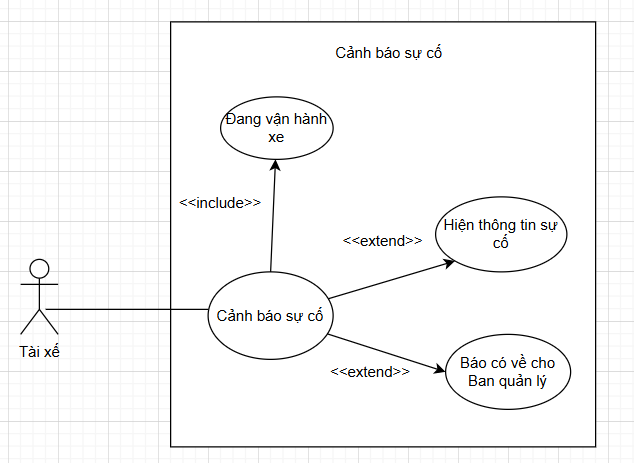 Cảnh báo sự cố
Đang vận hành
xe
<<include>>
Hiện thông tin sự
cố
<<extend>>
Cảnh báo sự cố
Tài xế
Báo có về cho
Ban quản lý
<<extend>>